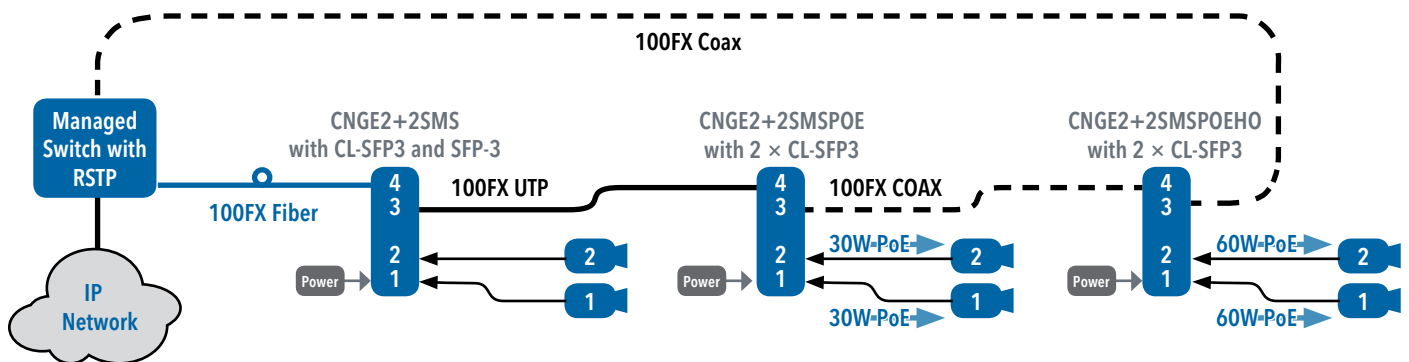 100FX Coax
Managed
Switch with
RSTP
CNGE2+2SMS
with CL-SFP3 and SFP-3
CNGE2+2SMSPOE
with 2 × CL-SFP3
CNGE2+2SMSPOEHO
with 2 × CL-SFP3
100FX Fiber
4
3
2
1
100FX UTP
4
3
2
1
100FX COAX
4
3
2
1
2
1
30W PoE
2
30W PoE
1
60W PoE
2
60W PoE
1
Power
Power
Power
IP
Network